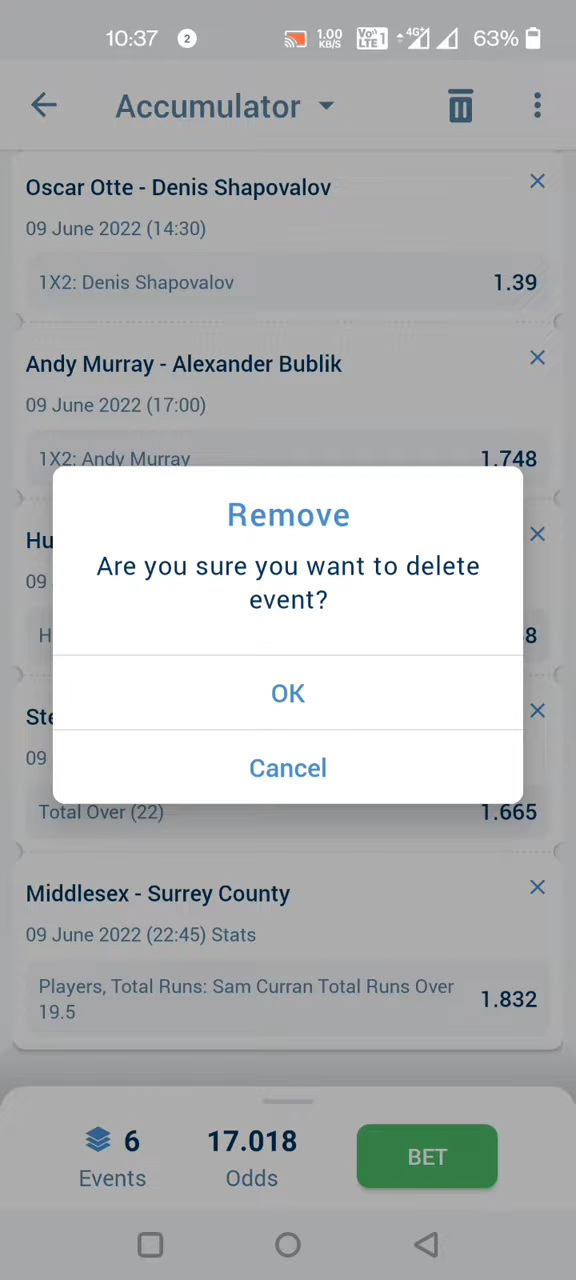 10:37 2 1.00 KB/S VoLTE 1 4G+ 63%
Accumulator
Oscar Otte - Denis Shapovalov
09 June 2022 (14:30)
1X2: Denis Shapovalov 1.39
Andy Murray - Alexander Bublik
09 June 2022 (17:00)
1X2: Andy Murray 1.748
Remove
Are you sure you want to delete
event?
OK
Cancel
09
8
09
Total Over (22) 1.665
Middlesex - Surrey County
09 June 2022 (22:45) Stats
Players, Total Runs: Sam Curran Total Runs Over
19.5
1.832
6 17.018
Events Odds
BET